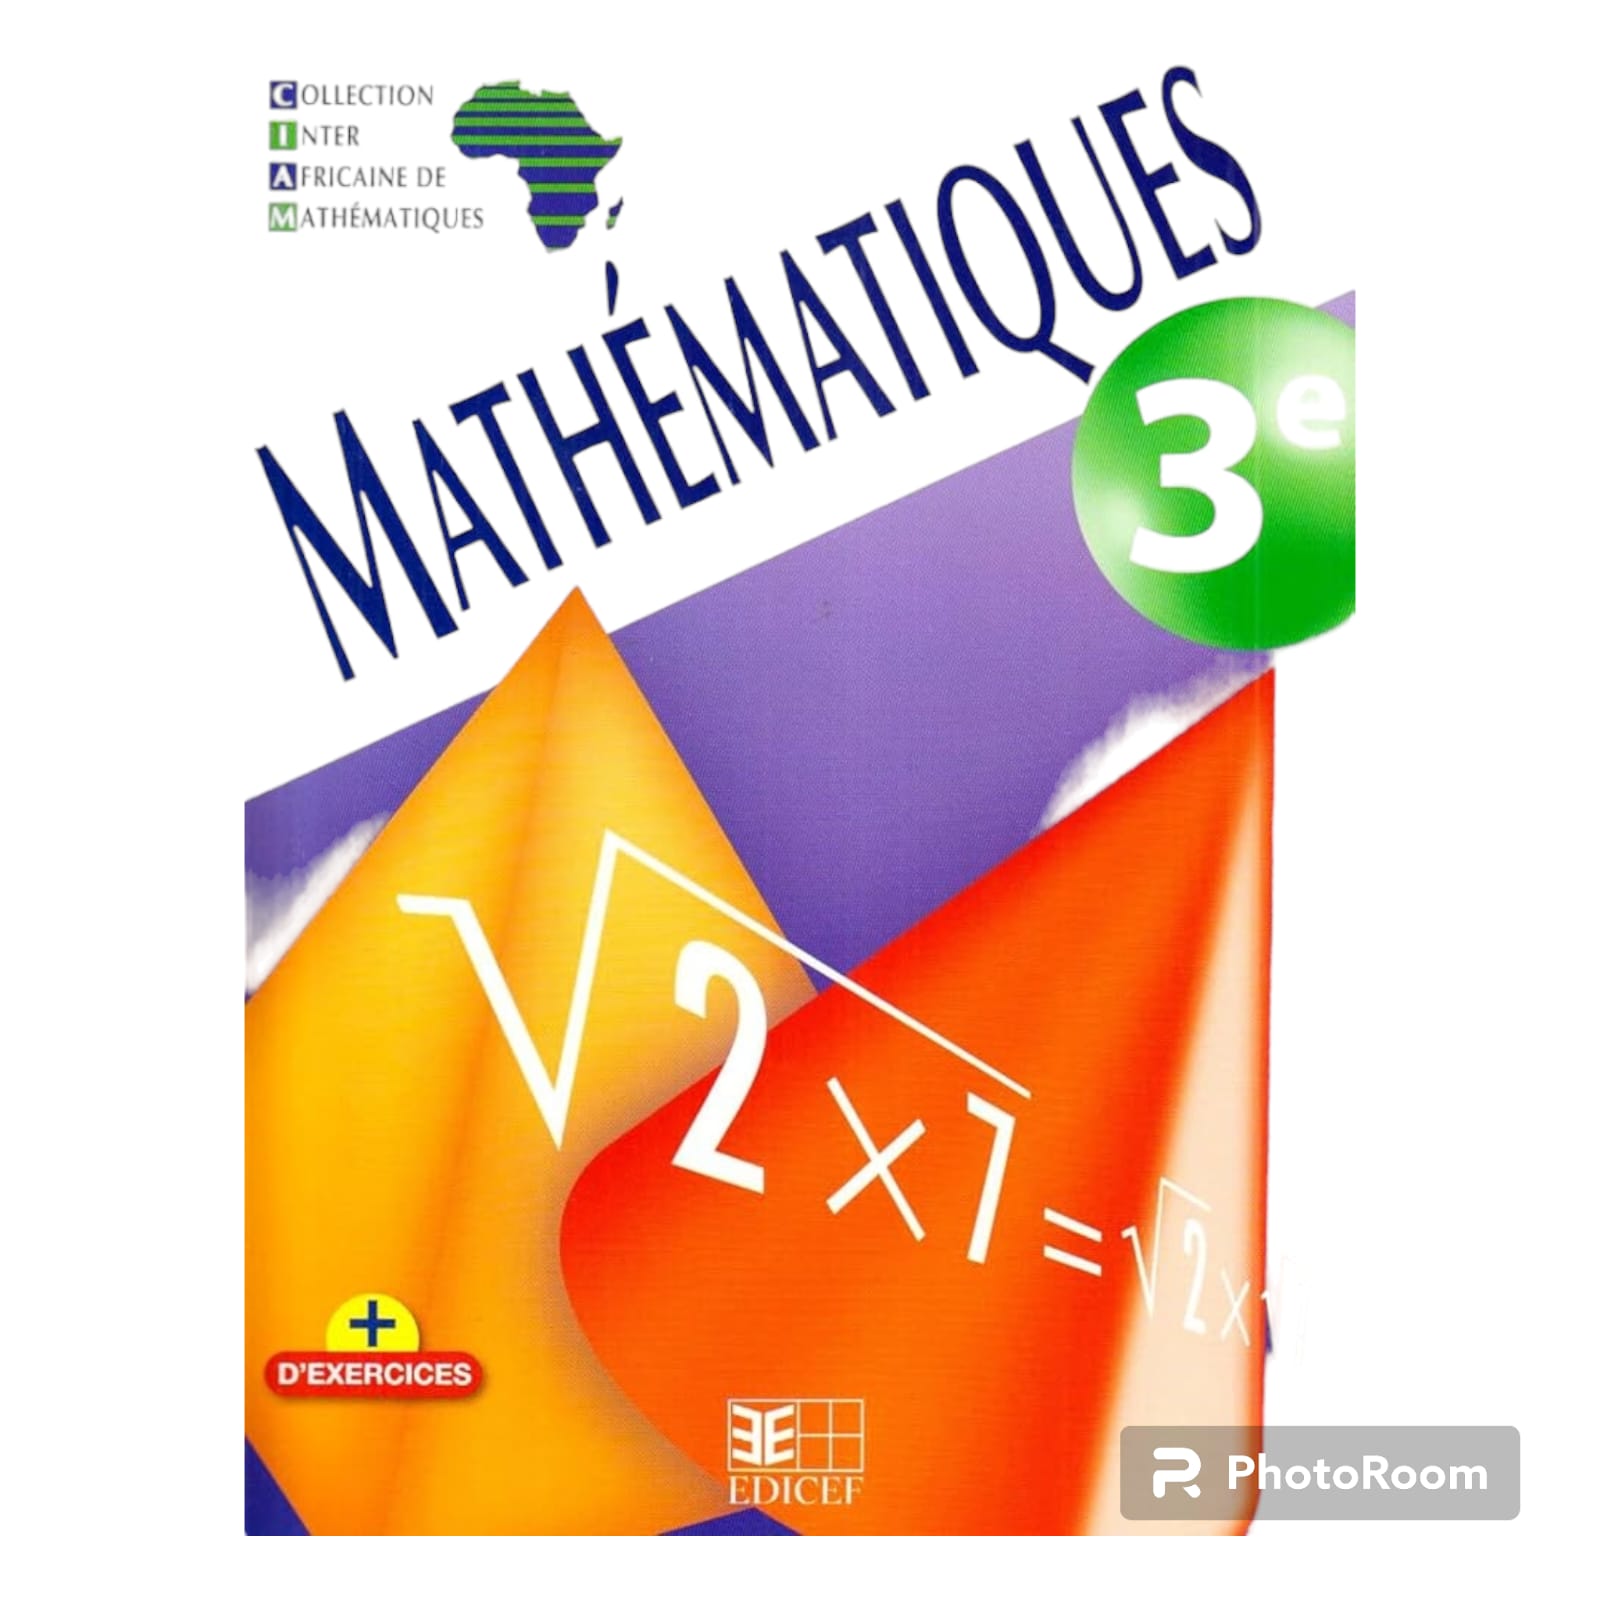 COLLECTION
INTER
AFRICAINE DE
MATHÉMATIQUES
MATHÉMATIQUES
3e
√2×7=√2×
+
D'EXERCICES
EDICEF
PhotoRoom